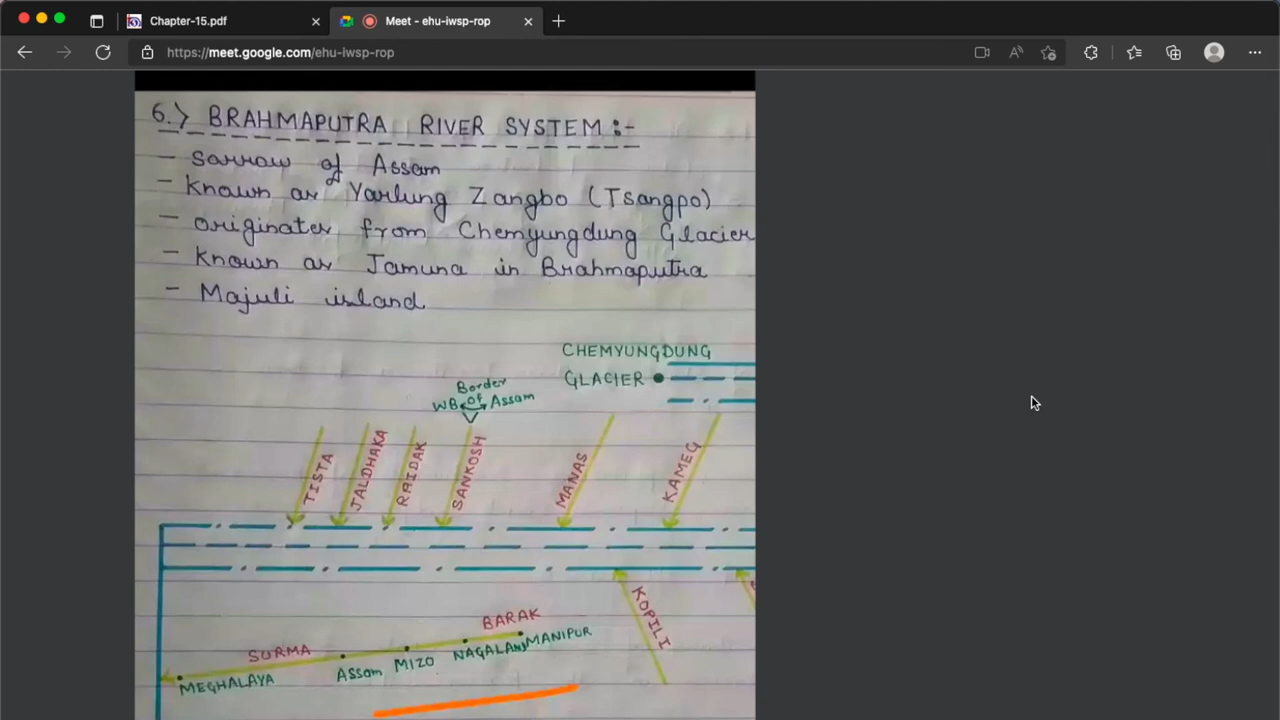 Chapter-15.pdf
Meet - ehu-iwsp-rop
https://meet.google.com/ehu-iwsp-rop
6.) BRAHMAPUTRA RIVER SYSTEM :-
- Sorrow of Assam
- Known as Yarlung Zangbo (Tsangpo)
- Originates from Chemyungdung Glacier
- Known as Jamuna in Brahmaputra
- Majuli island
CHEMYUNGDUNG
GLACIER
Border
of
WB Assam
TISTA
JALDHAKA
RAIDAK
SANKOSH
MANAS
KAMEG
KOPILI
BARAK
SURMA
MANIPUR
NAGALAND
MIZO
Assam
MEGHALAYA